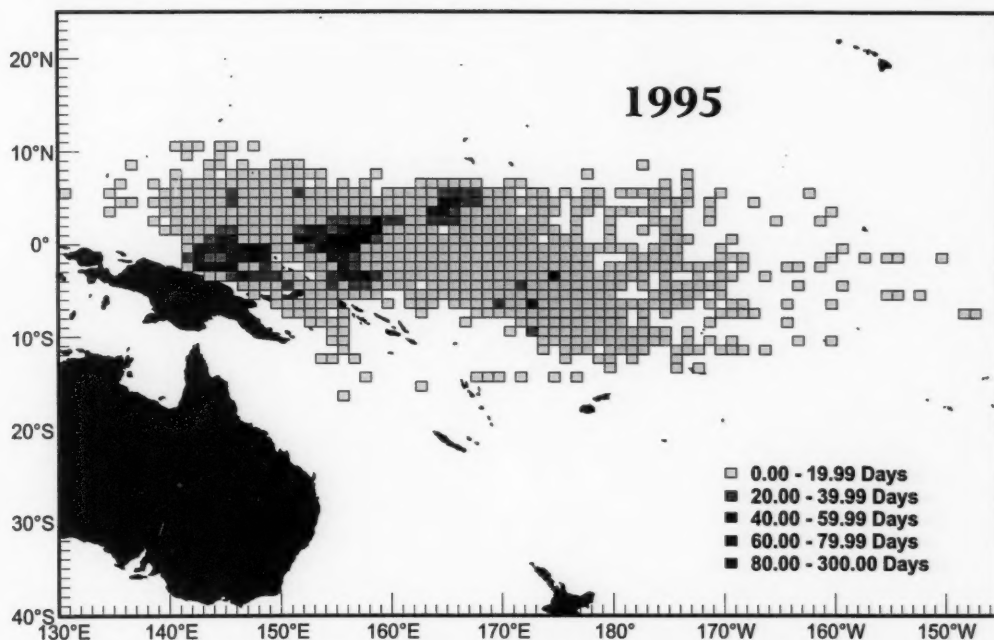 20°N
1995
10°N
0°
10°S
20°S
0.00 - 19.99 Days
20.00 - 39.99 Days
40.00 - 59.99 Days
30°S
60.00 - 79.99 Days
80.00 - 300.00 Days
40°S
130°E 140°E 150°E 160°E 170°E 180° 170°W 160°W 150°W